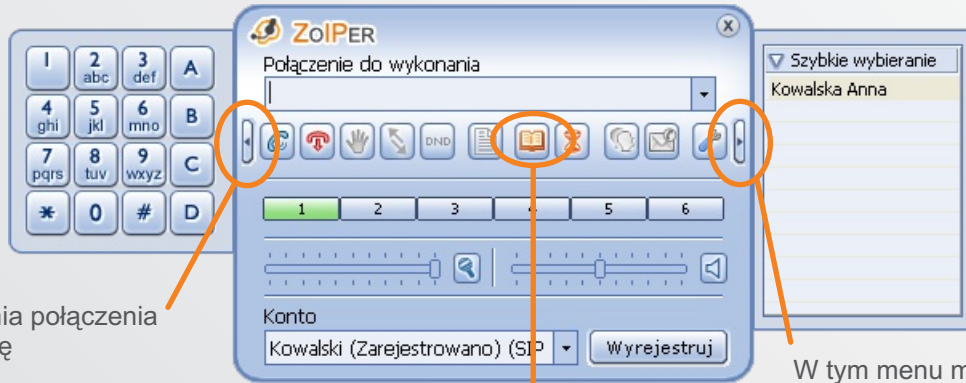 1
2
abc
3
def
A
4
ghi
5
jkl
6
mno
B
7
pqrs
8
tuv
9
wxyz
C
*
0
#
D
ZOIPER
Połączenie do wykonania
DND
1 2 3 4 5 6
Konto
Kowalski (Zarejestrowano) (SIP
Wyrejestruj
Szybkie wybieranie
Kowalska Anna
połączenia
W tym menu